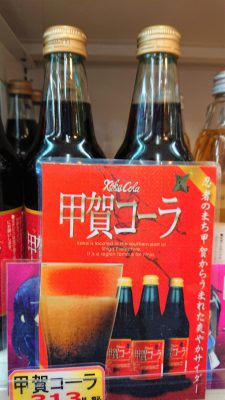 Koka Cola
甲賀コーラ
Koka is located in the southern part of
Shiga Prefecture.
It is a region famous for Ninja.
忍者のまち甲賀からうまれた爽やかサイダー
甲賀コーラ
甲賀コーラ
甲賀コーラ
甲賀コーラ
313